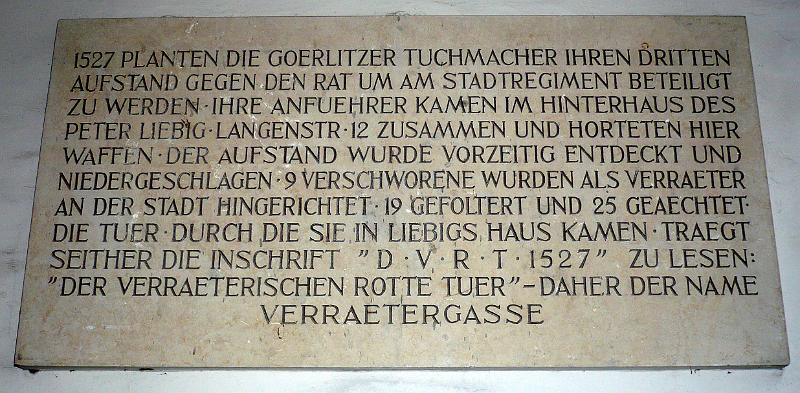 1527 PLANTEN DIE GOERLITZER TUCHMACHER IHREN DRITTEN
AUFSTAND GEGEN DEN RAT UM AM STADTREGIMENT BETEILIGT
ZU WERDEN · IHRE ANFUEHRER KAMEN IM HINTERHAUS DES
PETER LIEBIG · LANGENSTR · 12 ZUSAMMEN UND HORTETEN HIER
WAFFEN · DER AUFSTAND WURDE VORZEITIG ENTDECKT UND
NIEDERGESCHLAGEN · 9 VERSCHWORENE WURDEN ALS VERRAETER
AN DER STADT HINGERICHTET · 19 GEFOLTERT UND 25 GEAECHTET ·
DIE TUER · DURCH DIE SIE IN LIEBIGS HAUS KAMEN · TRAEGT
SEITHER DIE INSCHRIFT "D · V · R · T · 1527" ZU LESEN:
"DER VERRAETERISCHEN ROTTE TUER" – DAHER DER NAME
VERRAETERGASSE